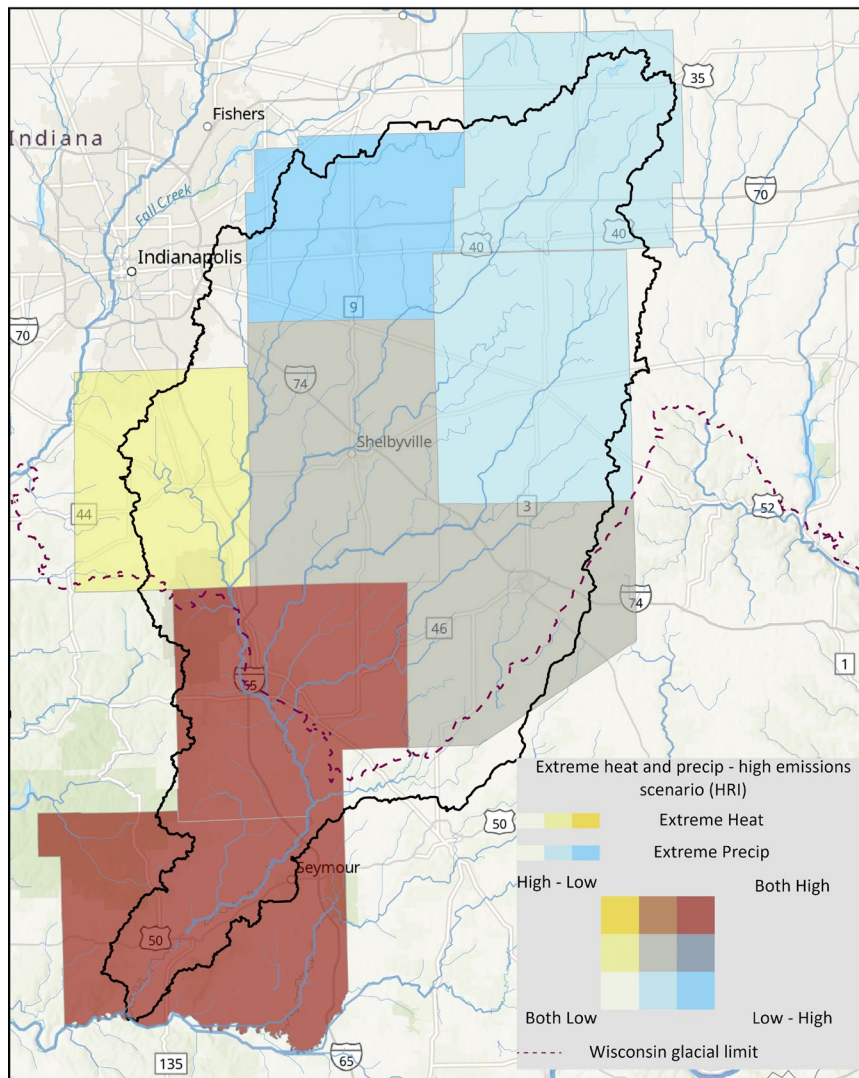 35
Fishers
Indiana
Fall Creek
70
40
40
Indianapolis
9
70
74
Shelbyville
44
3
52
74
46
1
65
Extreme heat and precip - high emissions
scenario (HRI)
50
Extreme Heat
Extreme Precip
Seymour
High - Low
Both High
50
Both Low
Low - High
Wisconsin glacial limit
135
65